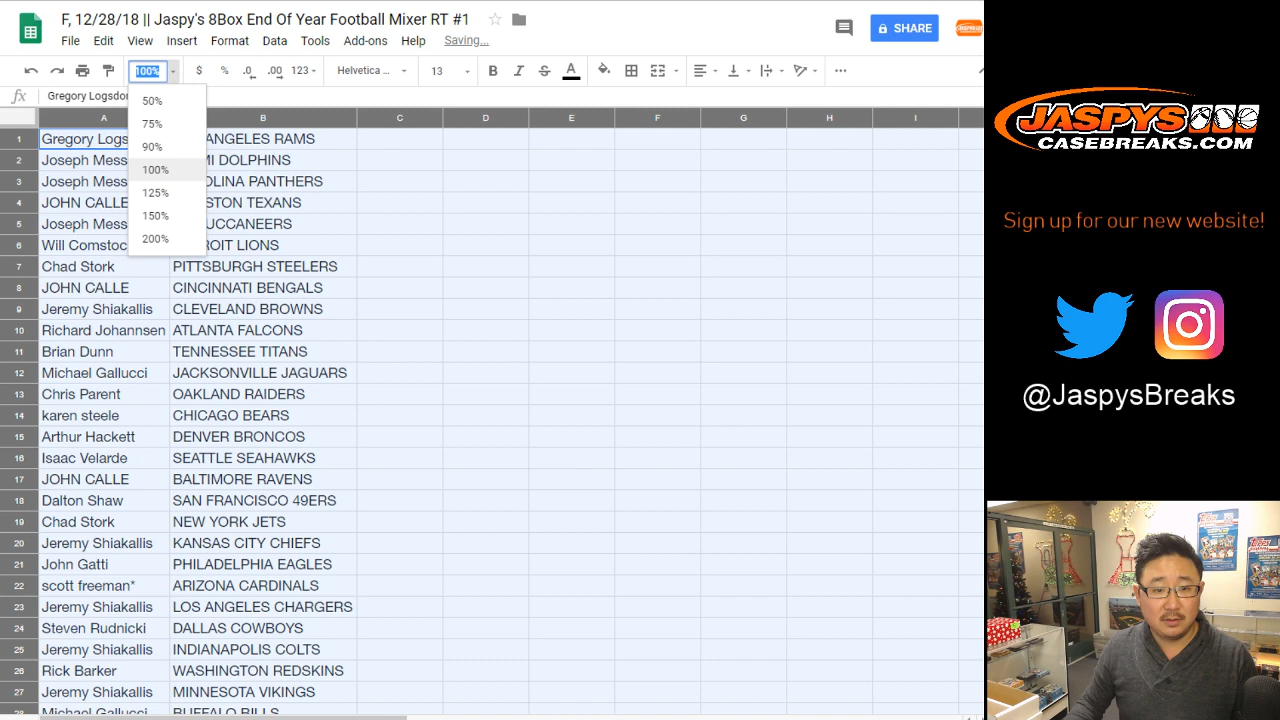 F, 12/28/18 || Jaspy's 8Box End Of Year Football Mixer RT #1
File Edit View Insert Format Data Tools Add-ons Help Saving...
SHARE
100% $ % .0 .00 123 Helvetica ... 13 B I S A
fx Gregory Logsdon
50%
75%
90%
100%
125%
150%
200%
A B C D E F G H I
1 Gregory Logs ANGELES RAMS
2 Joseph Mess MI DOLPHINS
3 Joseph Mess OLINA PANTHERS
4 JOHN CALLE STON TEXANS
5 Joseph Mess UCCANEERS
6 Will Comstoc ROIT LIONS
7 Chad Stork PITTSBURGH STEELERS
8 JOHN CALLE CINCINNATI BENGALS
9 Jeremy Shiakallis CLEVELAND BROWNS
10 Richard Johannsen ATLANTA FALCONS
11 Brian Dunn TENNESSEE TITANS
12 Michael Gallucci JACKSONVILLE JAGUARS
13 Chris Parent OAKLAND RAIDERS
14 karen steele CHICAGO BEARS
15 Arthur Hackett DENVER BRONCOS
16 Isaac Velarde SEATTLE SEAHAWKS
17 JOHN CALLE BALTIMORE RAVENS
18 Dalton Shaw SAN FRANCISCO 49ERS
19 Chad Stork NEW YORK JETS
20 Jeremy Shiakallis KANSAS CITY CHIEFS
21 John Gatti PHILADELPHIA EAGLES
22 scott freeman* ARIZONA CARDINALS
23 Jeremy Shiakallis LOS ANGELES CHARGERS
24 Steven Rudnicki DALLAS COWBOYS
25 Jeremy Shiakallis INDIANAPOLIS COLTS
26 Rick Barker WASHINGTON REDSKINS
27 Jeremy Shiakallis MINNESOTA VIKINGS
28 Michael Gallucci BUFFALO BILLS
JASPYS
CASEBREAKS.COM
Sign up for our new website!
@JaspysBreaks